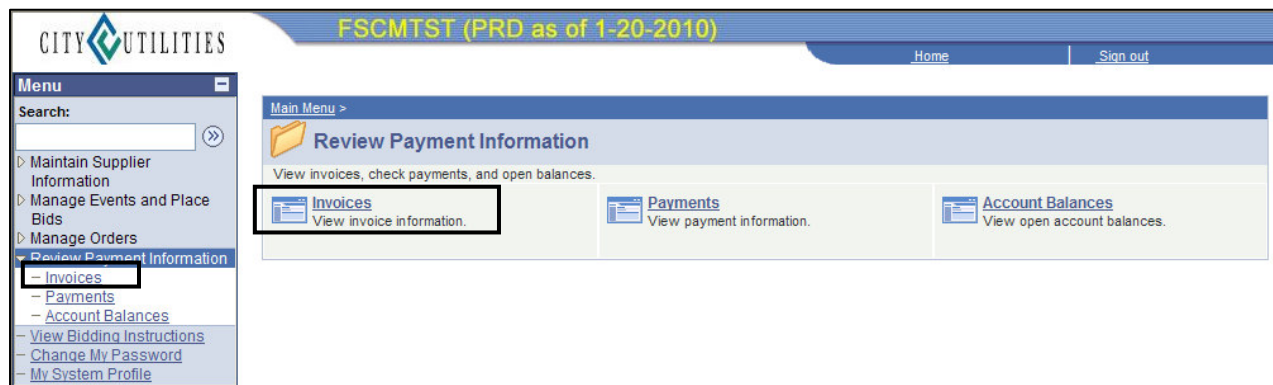 CITY UTILITIES
FSCMTST (PRD as of 1-20-2010)
Home
Sign out
Menu
Search:
Maintain Supplier
Information
Manage Events and Place
Bids
Manage Orders
Review Payment Information
– Invoices
– Payments
– Account Balances
– View Bidding Instructions
– Change My Password
– My System Profile
Main Menu >
Review Payment Information
View invoices, check payments, and open balances.
Invoices
View invoice information.
Payments
View payment information.
Account Balances
View open account balances.